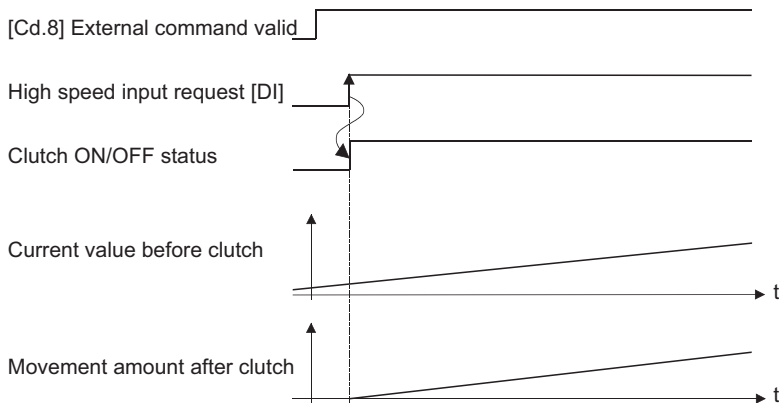 [Cd.8] External command valid
High speed input request [DI]
Clutch ON/OFF status
Current value before clutch
t
Movement amount after clutch
t